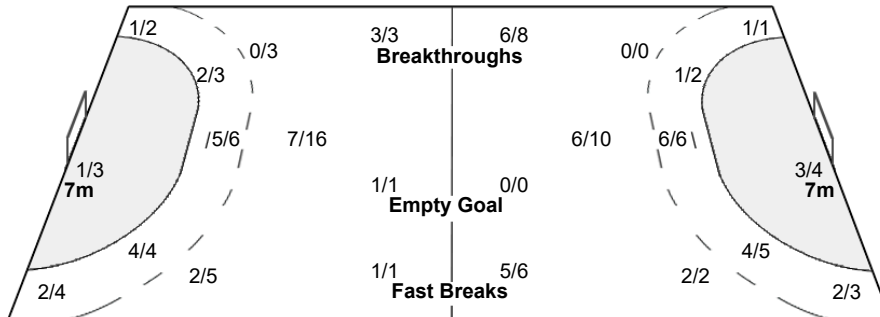 1/2 3/3 6/8 1/1
0/3 Breakthroughs 0/0
2/3 1/2
5/6 7/16 6/10 6/6
1/3 3/4
7m 1/1 0/0 7m
Empty Goal
4/4 4/5
2/5 1/1 5/6 2/2
2/4 Fast Breaks 2/3